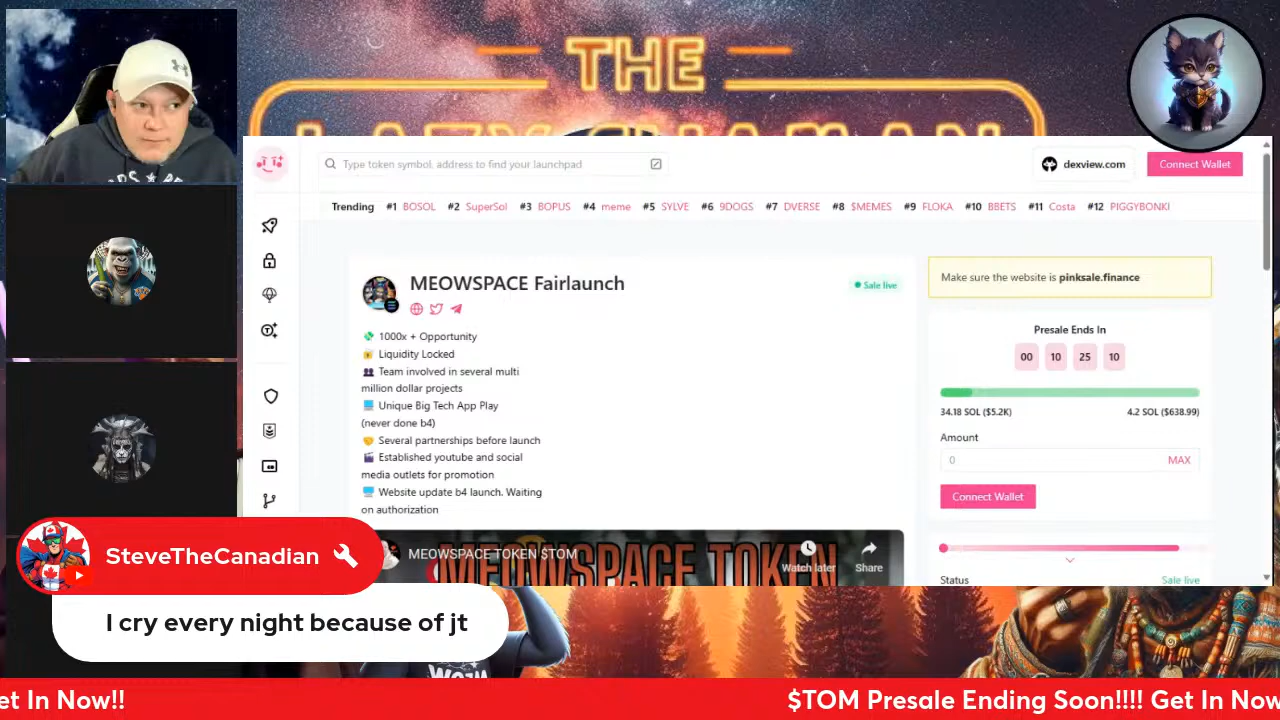 THE
LAZY SHAMAN
Type token symbol, address to find your launchpad
dexview.com
Connect Wallet
Trending #1 BOSOL #2 SuperSol #3 BOPUS #4 meme #5 SYLVE #6 9DOGS #7 DVERSE #8 $MEMES #9 FLOKA #10 BBETS #11 Costa #12 PIGGYBONKI
MEOWSPACE Fairlaunch
Sale live
1000x + Opportunity
Liquidity Locked
Team involved in several multi
million dollar projects
Unique Big Tech App Play
(never done b4)
Several partnerships before launch
Established youtube and social
media outlets for promotion
Website update b4 launch. Waiting
on authorization
MEOWSPACE TOKEN $TOM
MEOWSPACE TOKEN
Watch later
Share
Make sure the website is pinksale.finance
Presale Ends In
00 10 25 10
34.18 SOL ($5.2K) 4.2 SOL ($638.99)
Amount
0 MAX
Connect Wallet
Status Sale live
SteveTheCanadian
I cry every night because of jt
et In Now!! $TOM Presale Ending Soon!!!! Get In Now